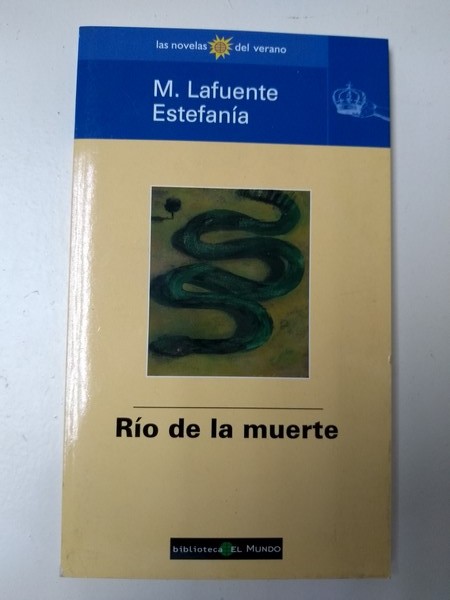 las novelas del verano
M. Lafuente
Estefanía
Río de la muerte
biblioteca EL MUNDO